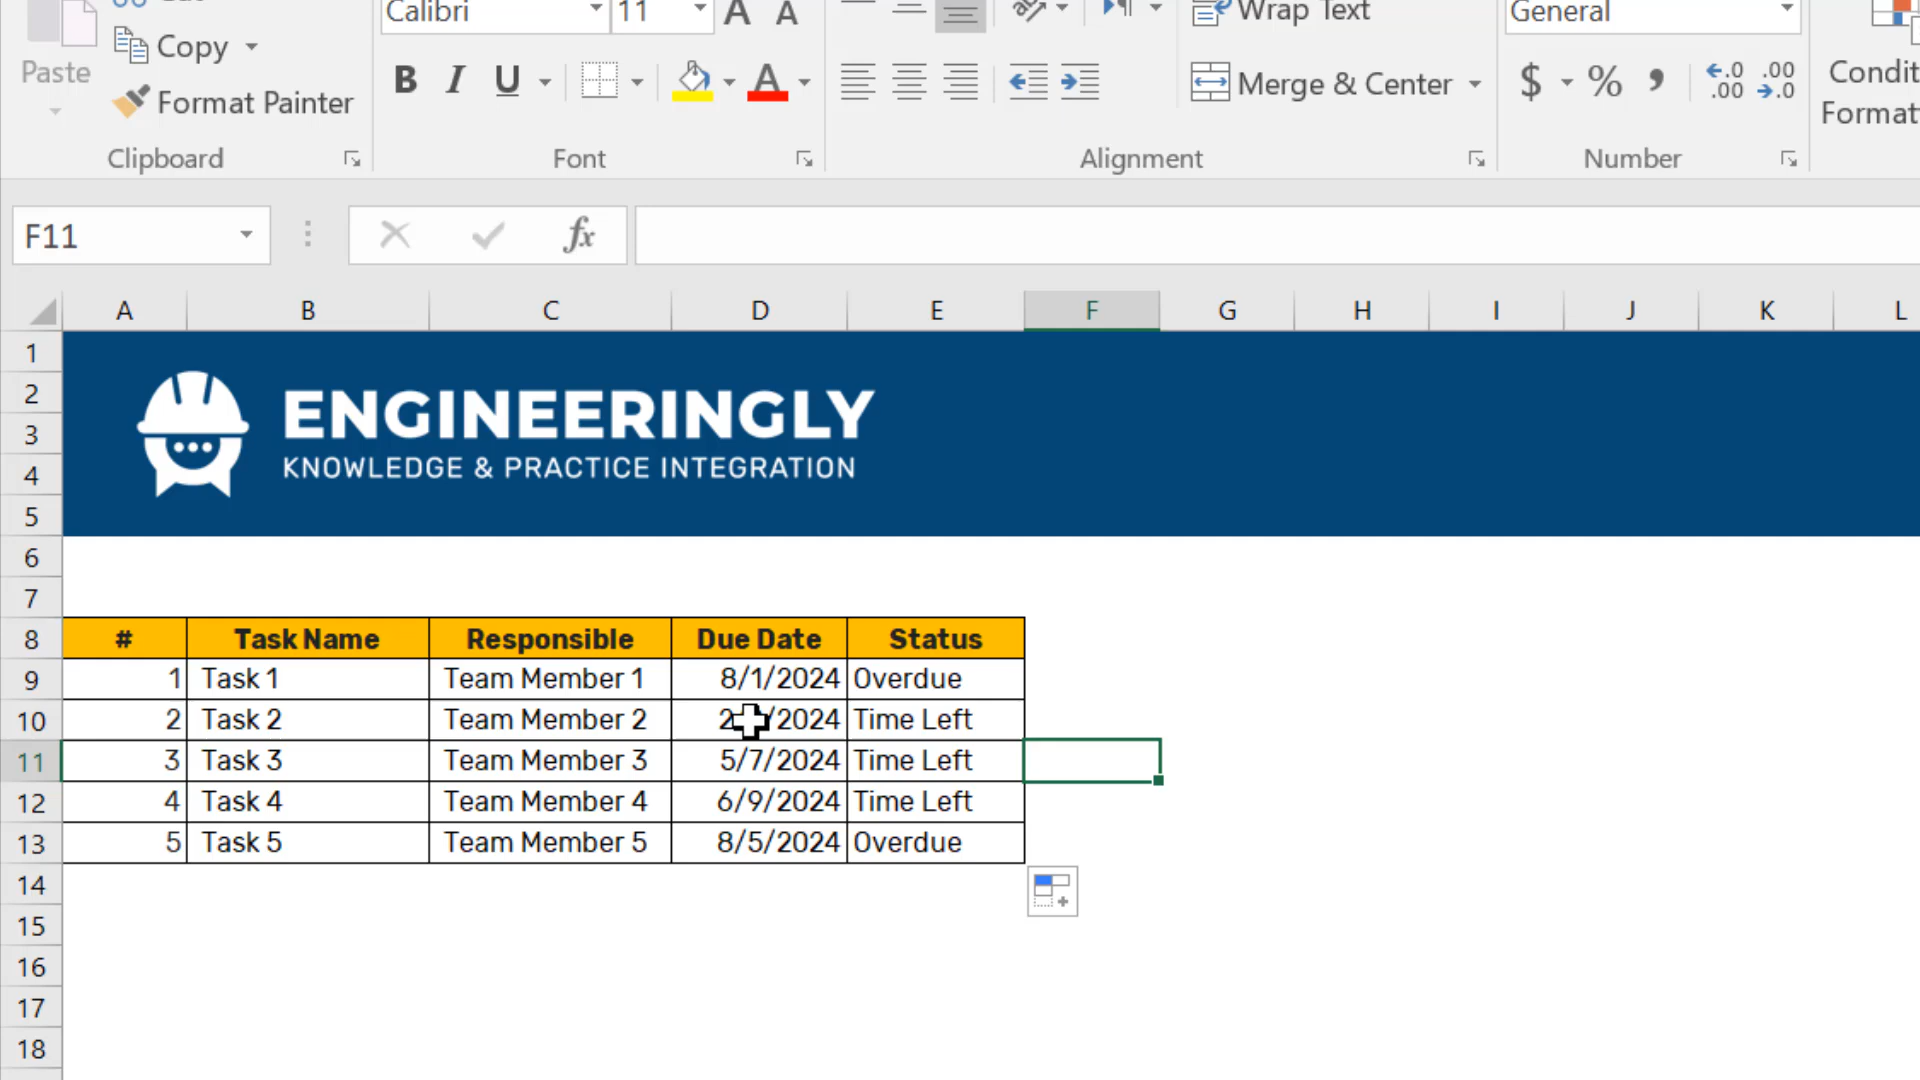 Calibri 11 A A Wrap Text General
Copy
Paste B I U A Merge & Center $ % , .0 .00 .00 .0 Condit
Format Painter Format
Clipboard Font Alignment Number
F11 fx
A B C D E F G H I J K L
1
2 ENGINEERINGLY
3
4 KNOWLEDGE & PRACTICE INTEGRATION
5
6
7
8 # Task Name Responsible Due Date Status
9 1 Task 1 Team Member 1 8/1/2024 Overdue
10 2 Task 2 Team Member 2 /2024 Time Left
11 3 Task 3 Team Member 3 5/7/2024 Time Left
12 4 Task 4 Team Member 4 6/9/2024 Time Left
13 5 Task 5 Team Member 5 8/5/2024 Overdue
14
15
16
17
18